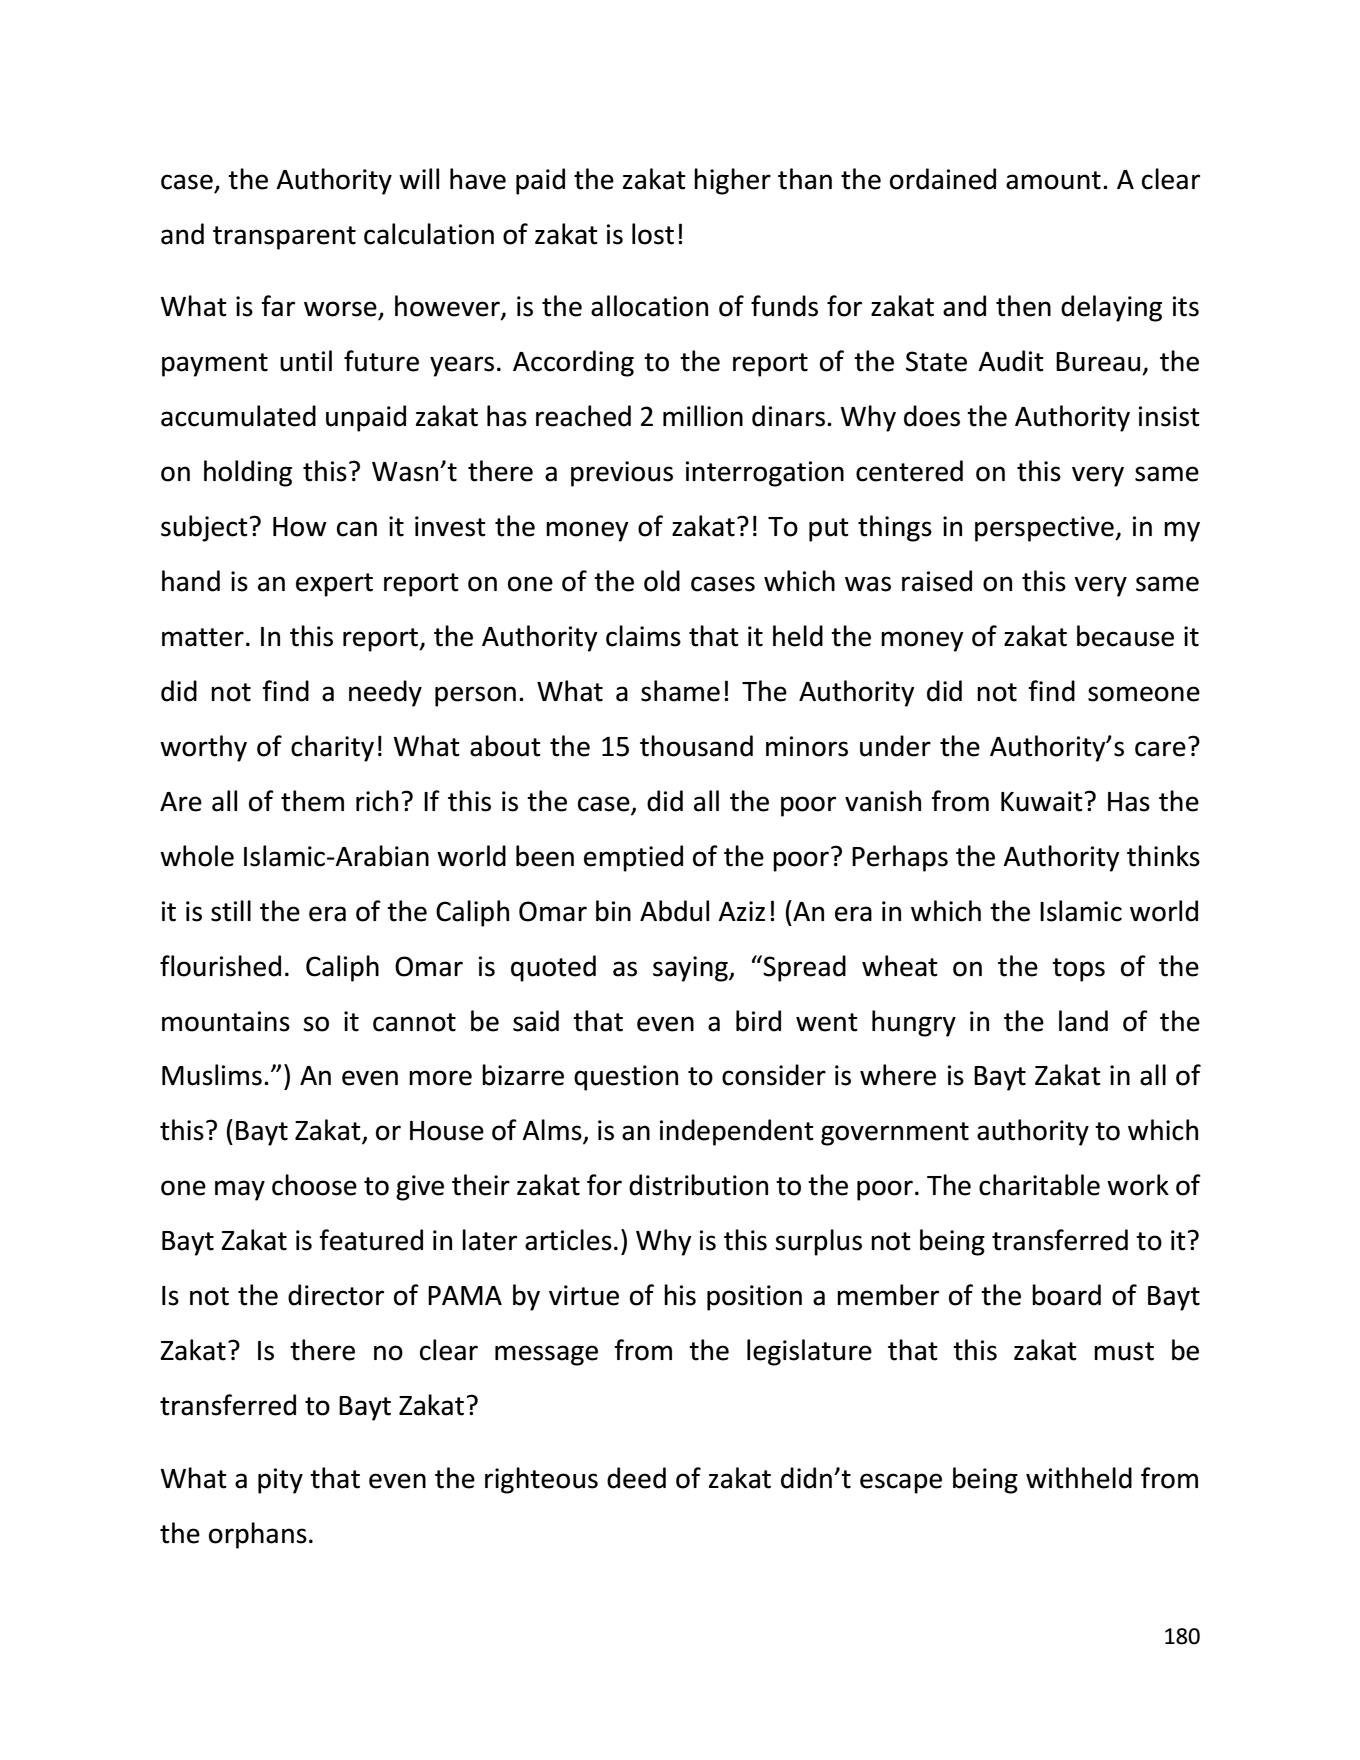 case, the Authority will have paid the zakat higher than the ordained amount. A clear
and transparent calculation of zakat is lost!
What is far worse, however, is the allocation of funds for zakat and then delaying its
payment until future years. According to the report of the State Audit Bureau, the
accumulated unpaid zakat has reached 2 million dinars. Why does the Authority insist
on holding this? Wasn’t there a previous interrogation centered on this very same
subject? How can it invest the money of zakat?! To put things in perspective, in my
hand is an expert report on one of the old cases which was raised on this very same
matter. In this report, the Authority claims that it held the money of zakat because it
did not find a needy person. What a shame! The Authority did not find someone
worthy of charity! What about the 15 thousand minors under the Authority’s care?
Are all of them rich? If this is the case, did all the poor vanish from Kuwait? Has the
whole Islamic-Arabian world been emptied of the poor? Perhaps the Authority thinks
it is still the era of the Caliph Omar bin Abdul Aziz! (An era in which the Islamic world
flourished. Caliph Omar is quoted as saying, “Spread wheat on the tops of the
mountains so it cannot be said that even a bird went hungry in the land of the
Muslims.”) An even more bizarre question to consider is where is Bayt Zakat in all of
this? (Bayt Zakat, or House of Alms, is an independent government authority to which
one may choose to give their zakat for distribution to the poor. The charitable work of
Bayt Zakat is featured in later articles.) Why is this surplus not being transferred to it?
Is not the director of PAMA by virtue of his position a member of the board of Bayt
Zakat? Is there no clear message from the legislature that this zakat must be
transferred to Bayt Zakat?
What a pity that even the righteous deed of zakat didn’t escape being withheld from
the orphans.
180